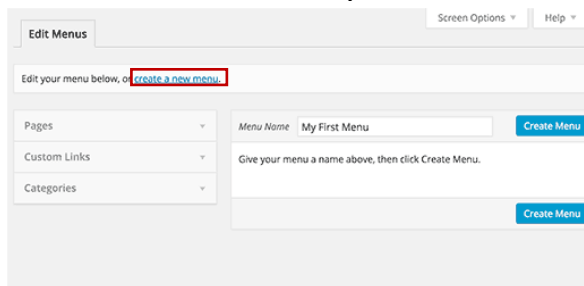 Screen Options Help
Edit Menus
Edit your menu below, or create a new menu.
Pages
Custom Links
Categories
Menu Name My First Menu Create Menu
Give your menu a name above, then click Create Menu.
Create Menu